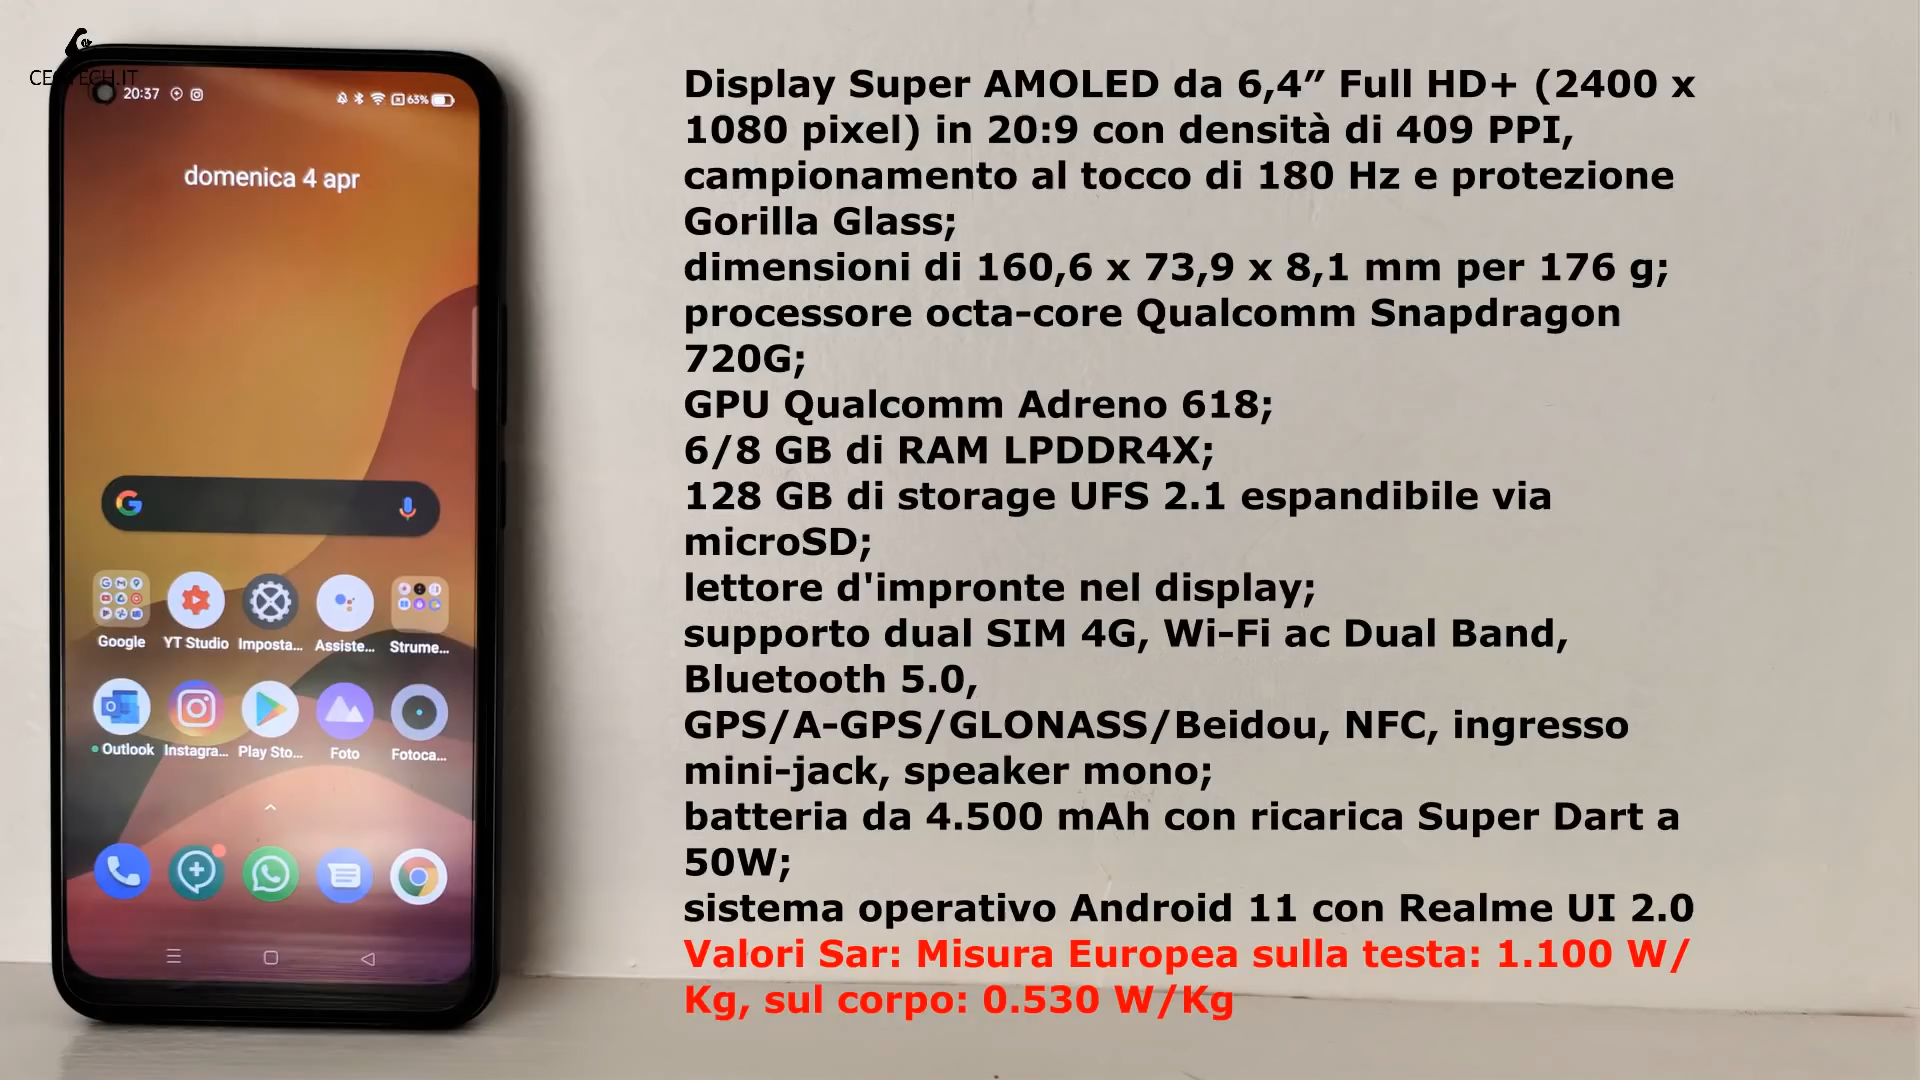 CE TECH.IT
20:37
63%
domenica 4 apr
Google YT Studio Imposta... Assiste... Strume...
Outlook Instagra... Play Sto... Foto Fotoca...
Display Super AMOLED da 6,4″ Full HD+ (2400 x
1080 pixel) in 20:9 con densità di 409 PPI,
campionamento al tocco di 180 Hz e protezione
Gorilla Glass;
dimensioni di 160,6 x 73,9 x 8,1 mm per 176 g;
processore octa-core Qualcomm Snapdragon
720G;
GPU Qualcomm Adreno 618;
6/8 GB di RAM LPDDR4X;
128 GB di storage UFS 2.1 espandibile via
microSD;
lettore d'impronte nel display;
supporto dual SIM 4G, Wi-Fi ac Dual Band,
Bluetooth 5.0,
GPS/A-GPS/GLONASS/Beidou, NFC, ingresso
mini-jack, speaker mono;
batteria da 4.500 mAh con ricarica Super Dart a
50W;
sistema operativo Android 11 con Realme UI 2.0
Valori Sar: Misura Europea sulla testa: 1.100 W/
Kg, sul corpo: 0.530 W/Kg